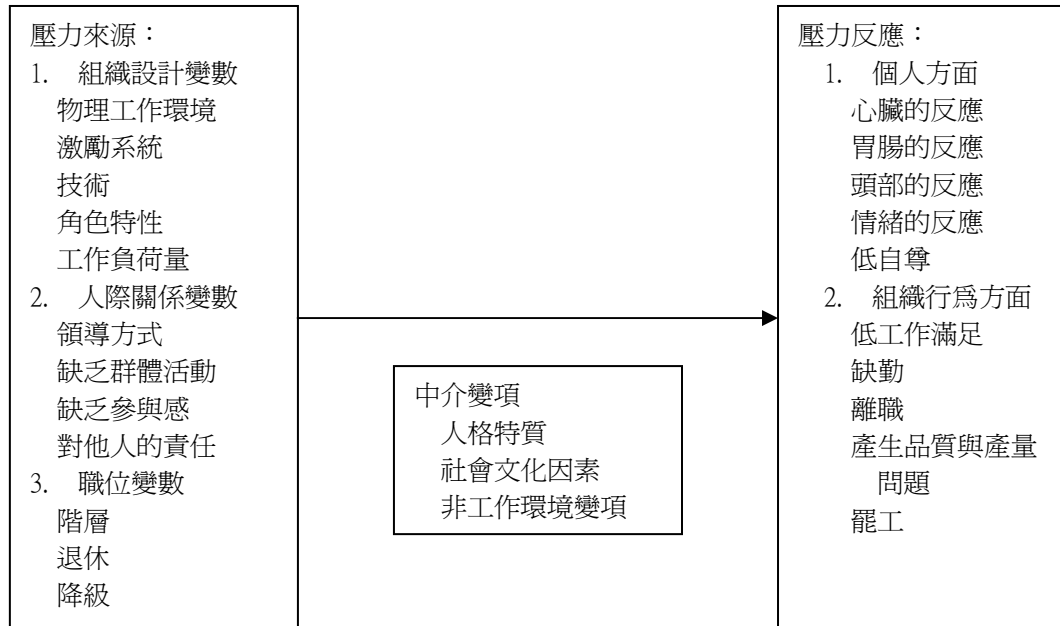 壓力來源：
1. 組織設計變數
物理工作環境
激勵系統
技術
角色特性
工作負荷量
2. 人際關係變數
領導方式
缺乏群體活動
缺乏參與感
對他人的責任
3. 職位變數
階層
退休
降級
中介變項
人格特質
社會文化因素
非工作環境變項
壓力反應：
1. 個人方面
心臟的反應
胃腸的反應
頭部的反應
情緒的反應
低自尊
2. 組織行爲方面
低工作滿足
缺勤
離職
產生品質與產量
問題
罷工